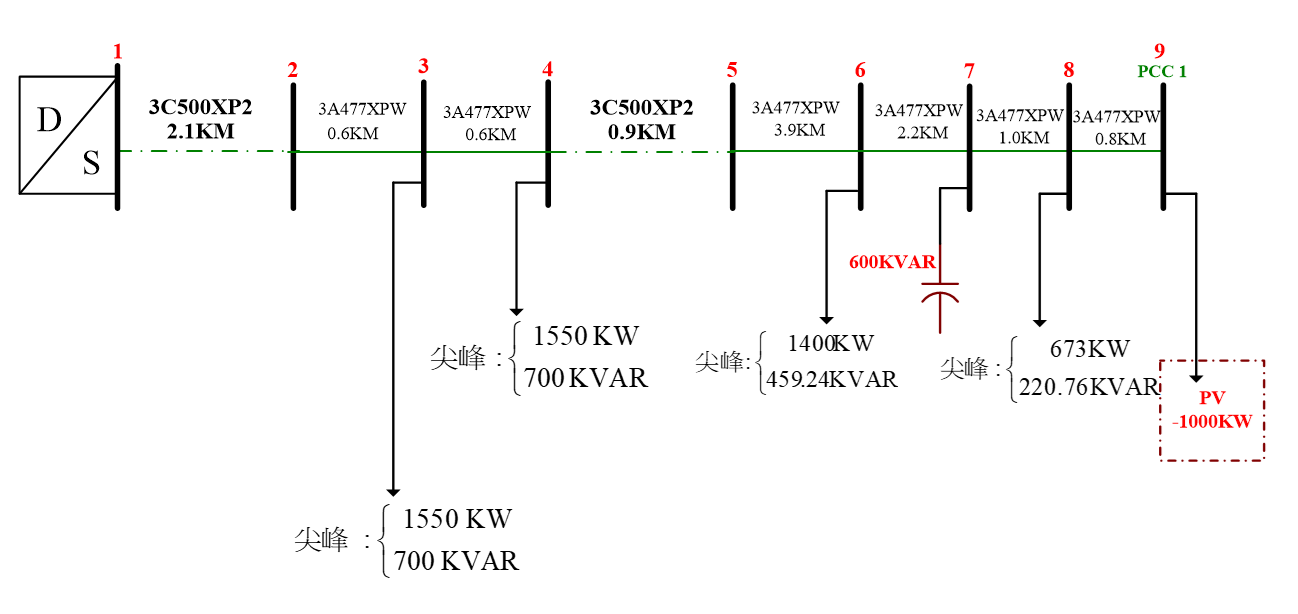 1
2
3
4
5
6
7
8
9
PCC 1
D
S
3C500XP2
2.1KM
3A477XPW
0.6KM
3A477XPW
0.6KM
3C500XP2
0.9KM
3A477XPW
3.9KM
3A477XPW
2.2KM
3A477XPW
1.0KM
3A477XPW
0.8KM
600KVAR
尖峰 :
1550 KW
700 KVAR
尖峰:
1400KW
459.24KVAR
尖峰 :
673KW
220.76KVAR
PV
-1000KW
尖峰 :
1550 KW
700 KVAR